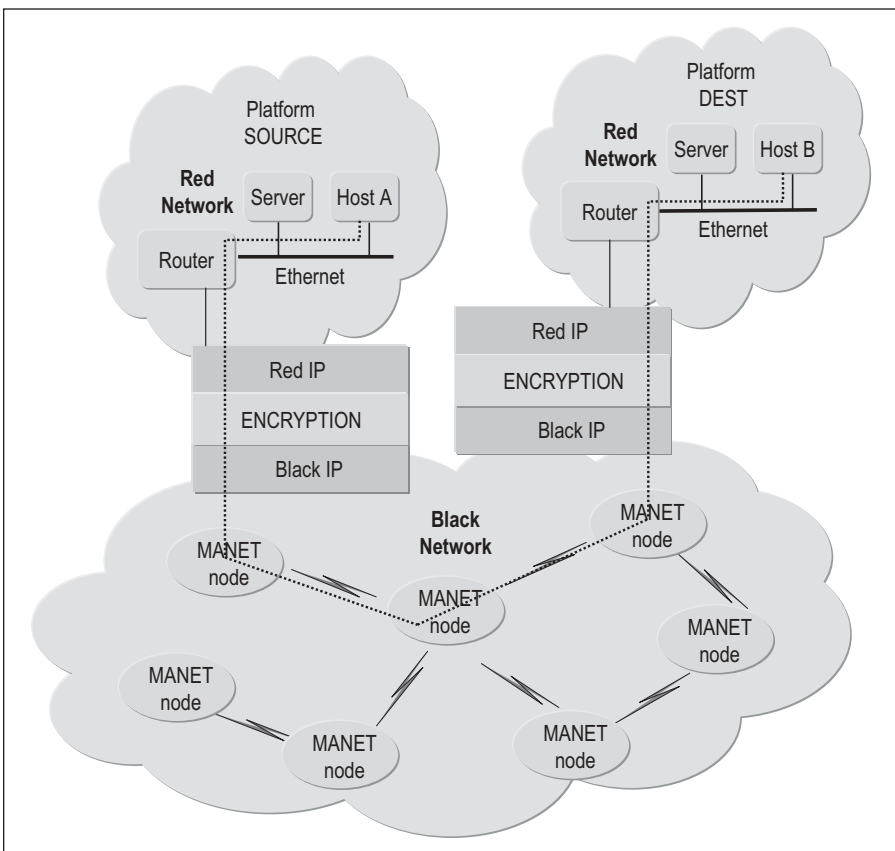 Platform
SOURCE
Red
Network
Server
Host A
Router
Ethernet
Platform
DEST
Red
Network
Server
Host B
Router
Ethernet
Red IP
ENCRYPTION
Black IP
Red IP
ENCRYPTION
Black IP
Black
Network
MANET
node
MANET
node
MANET
node
MANET
node
MANET
node
MANET
node
MANET
node